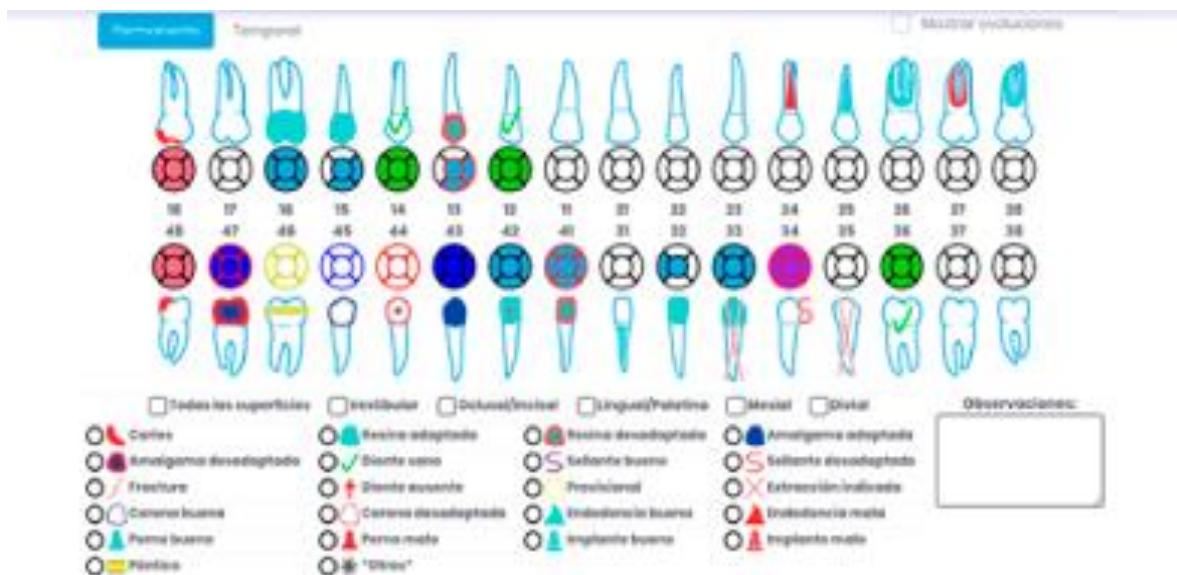 Permanente Temporal Mostrar evoluciones
18 17 16 15 14 13 12 11 21 22 23 24 25 26 27 28
48 47 46 45 44 43 42 41 31 32 33 34 35 36 37 38
Todas las superficies Vestibular Oclusal/Incisal Lingual/Palatino Mesial Distal Observaciones:
Caries Resina adaptada Resina desadaptada Amalgama adaptada
Amalgama desadaptada Diente sano Sellante bueno Sellante desadaptado
Fractura Diente ausente Provisional Extracción indicada
Corona buena Corona desadaptada Endodoncia buena Endodoncia mala
Perno bueno Perno malo Implante bueno Implante malo
Póntico "Otros"